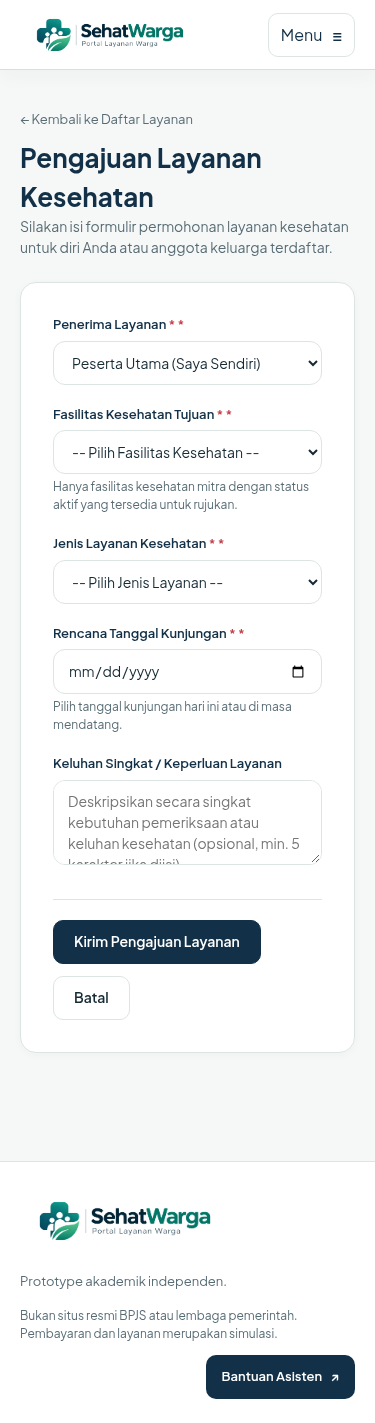 SehatWarga
Portal Layanan Warga
Menu ≡
← Kembali ke Daftar Layanan
Pengajuan Layanan
Kesehatan
Silakan isi formulir permohonan layanan kesehatan
untuk diri Anda atau anggota keluarga terdaftar.
Penerima Layanan * *
Peserta Utama (Saya Sendiri)
Fasilitas Kesehatan Tujuan * *
-- Pilih Fasilitas Kesehatan --
Hanya fasilitas kesehatan mitra dengan status
aktif yang tersedia untuk rujukan.
Jenis Layanan Kesehatan * *
-- Pilih Jenis Layanan --
Rencana Tanggal Kunjungan * *
mm/dd/yyyy
Pilih tanggal kunjungan hari ini atau di masa
mendatang.
Keluhan Singkat / Keperluan Layanan
Deskripsikan secara singkat
kebutuhan pemeriksaan atau
keluhan kesehatan (opsional, min. 5
karakter jika diisi)
Kirim Pengajuan Layanan
Batal
SehatWarga
Portal Layanan Warga
Prototype akademik independen.
Bukan situs resmi BPJS atau lembaga pemerintah.
Pembayaran dan layanan merupakan simulasi.
Bantuan Asisten ↗